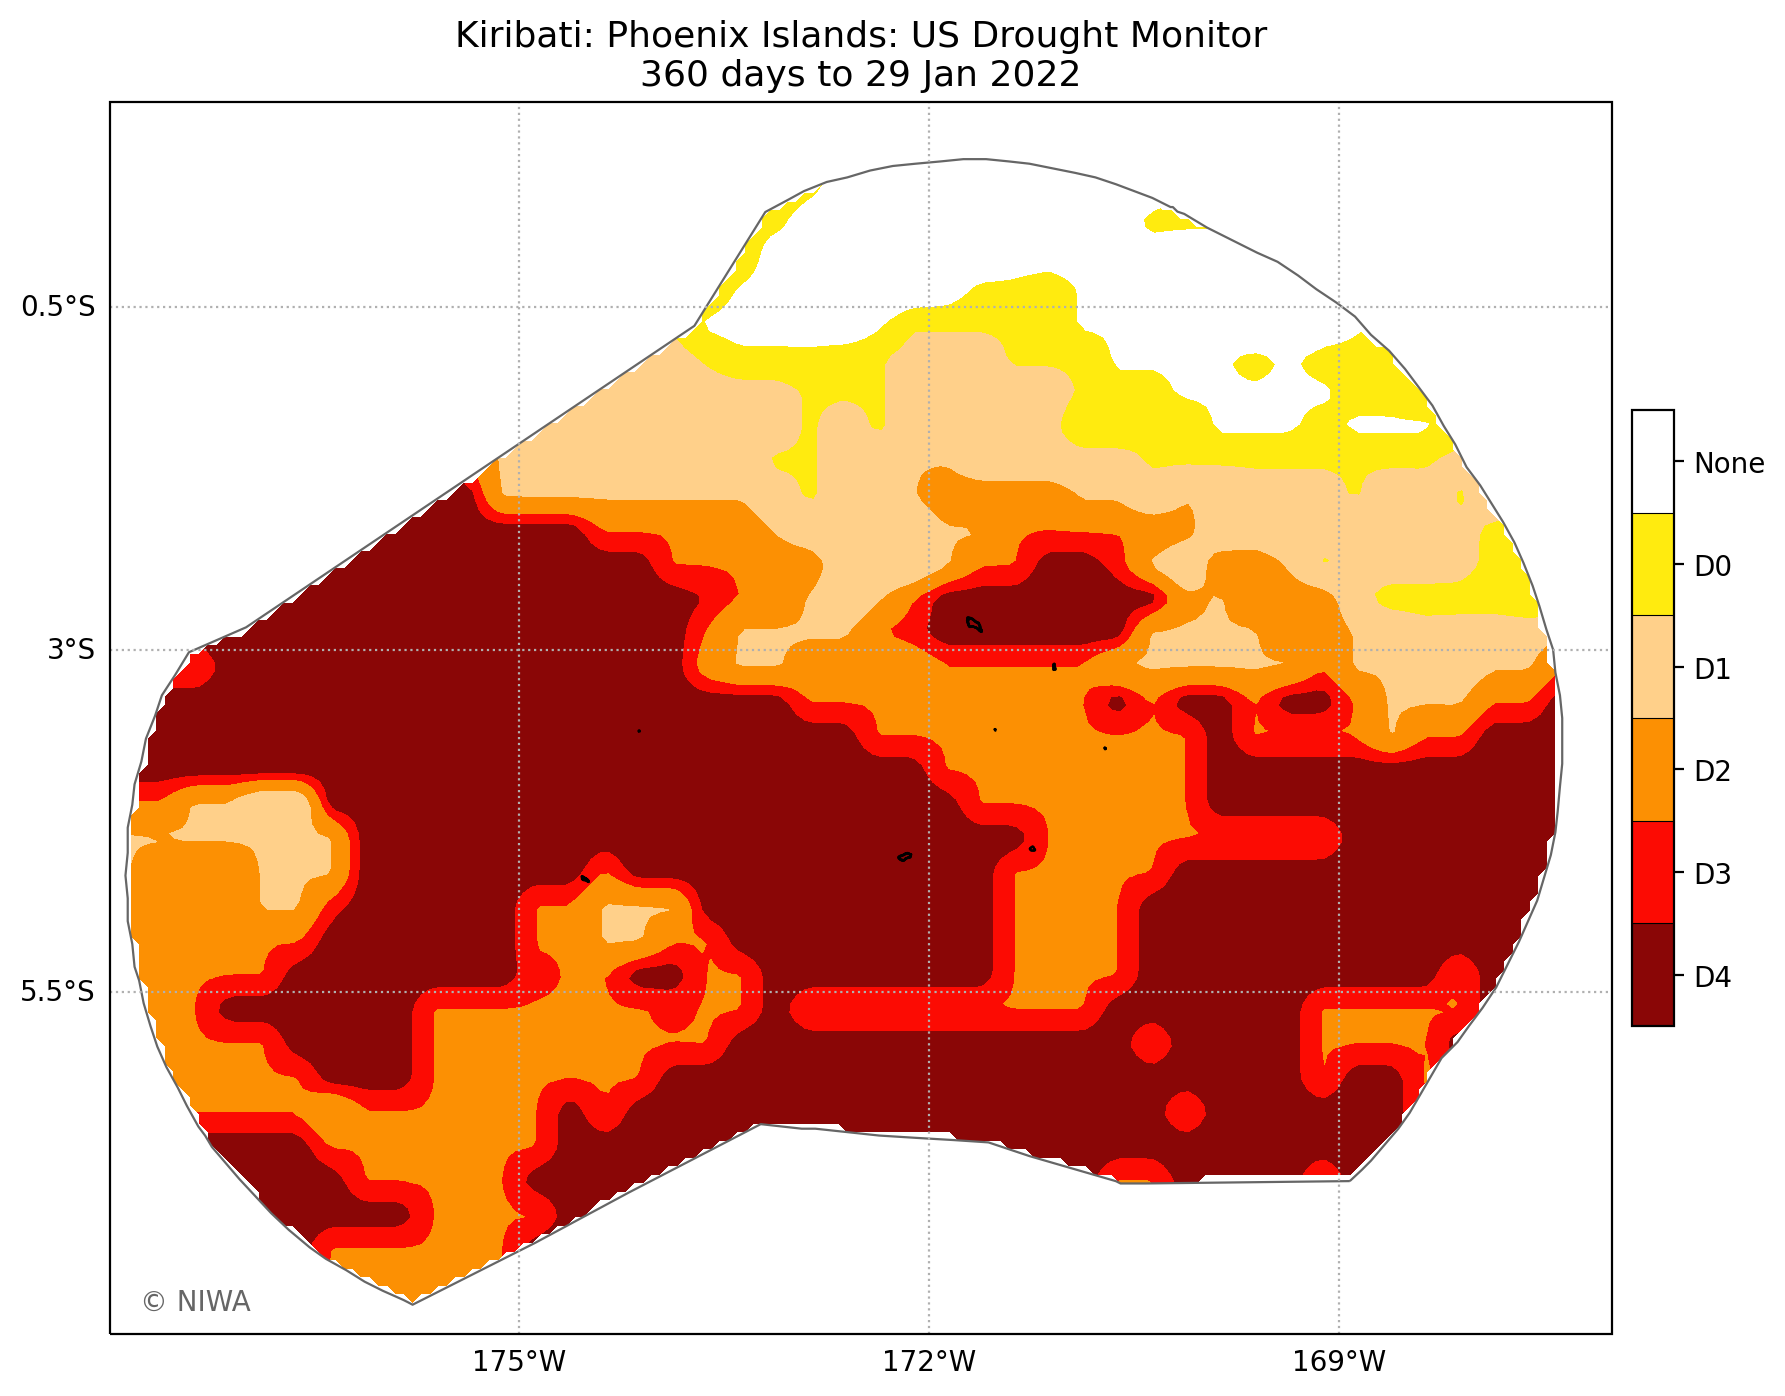 Kiribati: Phoenix Islands: US Drought Monitor
360 days to 29 Jan 2022
0.5°S
3°S
5.5°S
175°W
172°W
169°W
None
D0
D1
D2
D3
D4
© NIWA